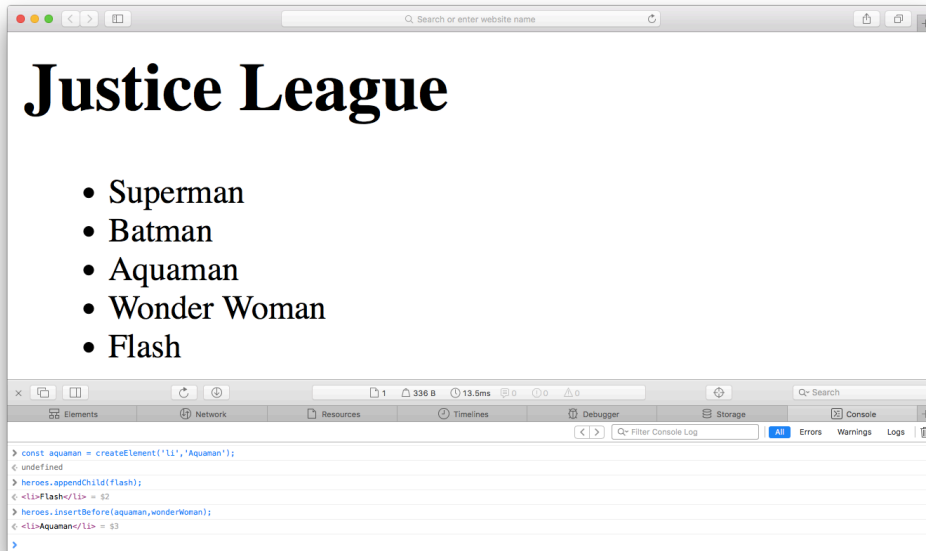 Search or enter website name
Justice League
• Superman
• Batman
• Aquaman
• Wonder Woman
• Flash
1 336 B 13.5ms 0 0 0 Search
Elements Network Resources Timelines Debugger Storage Console
Filter Console Log All Errors Warnings Logs
> const aquaman = createElement('li','Aquaman');
< undefined
> heroes.appendChild(flash);
< <li>Flash</li> = $2
> heroes.insertBefore(aquaman,wonderWoman);
< <li>Aquaman</li> = $3
>